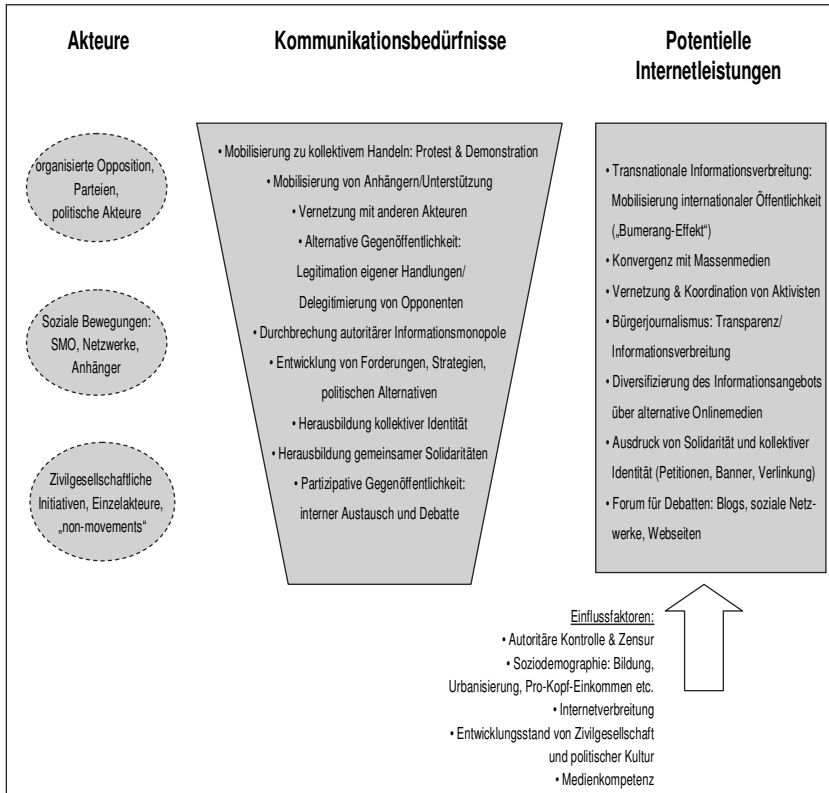 Akteure
Kommunikationsbedürfnisse
Potentielle
Internetleistungen
organisierte Opposition,
Parteien,
politische Akteure
Soziale Bewegungen:
SMO, Netzwerke,
Anhänger
Zivilgesellschaftliche
Initiativen, Einzelakteure,
„non-movements“
• Mobilisierung zu kollektivem Handeln: Protest & Demonstration
• Mobilisierung von Anhängern/Unterstützung
• Vernetzung mit anderen Akteuren
• Alternative Gegenöffentlichkeit:
Legitimation eigener Handlungen/
Delegitimierung von Opponenten
• Durchbrechung autoritärer Informationsmonopole
• Entwicklung von Forderungen, Strategien,
politischen Alternativen
• Herausbildung kollektiver Identität
• Herausbildung gemeinsamer Solidaritäten
• Partizipative Gegenöffentlichkeit:
interner Austausch und Debatte
• Transnationale Informationsverbreitung:
Mobilisierung internationaler Öffentlichkeit
(„Bumerang-Effekt“)
• Konvergenz mit Massenmedien
• Vernetzung & Koordination von Aktivisten
• Bürgerjournalismus: Transparenz/
Informationsverbreitung
• Diversifizierung des Informationsangebots
über alternative Onlinemedien
• Ausdruck von Solidarität und kollektiver
Identität (Petitionen, Banner, Verlinkung)
• Forum für Debatten: Blogs, soziale Netz-
werke, Webseiten
Einflussfaktoren:
• Autoritäre Kontrolle & Zensur
• Soziodemographie: Bildung,
Urbanisierung, Pro-Kopf-Einkommen etc.
• Internetverbreitung
• Entwicklungsstand von Zivilgesellschaft
und politischer Kultur
• Medienkompetenz